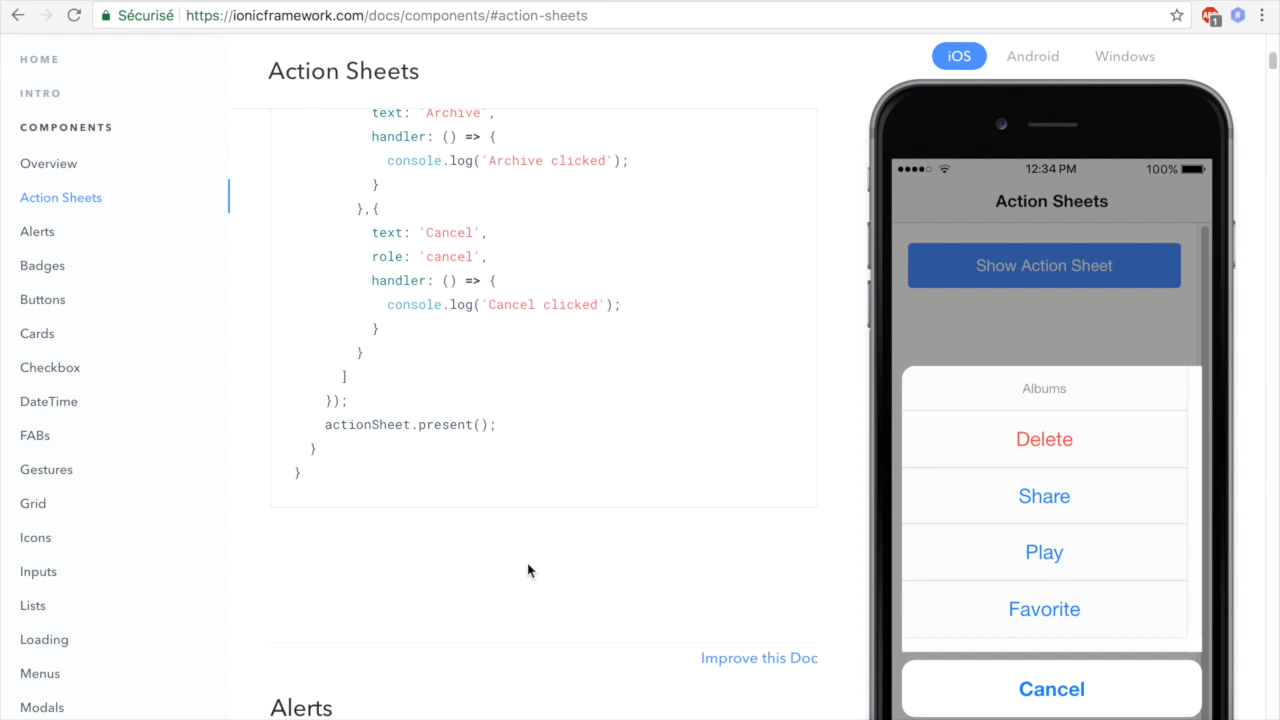 Sécurisé https://ionicframework.com/docs/components/#action-sheets
ABP
1
R
HOME
INTRO
COMPONENTS
Overview
Action Sheets
Alerts
Badges
Buttons
Cards
Checkbox
DateTime
FABs
Gestures
Grid
Icons
Inputs
Lists
Loading
Menus
Modals
Action Sheets
text: 'Archive',
handler: () => {
console.log('Archive clicked');
}
},{
text: 'Cancel',
role: 'cancel',
handler: () => {
console.log('Cancel clicked');
}
}
]
});
actionSheet.present();
}
}
Improve this Doc
Alerts
iOS Android Windows
12:34 PM 100%
Action Sheets
Show Action Sheet
Albums
Delete
Share
Play
Favorite
Cancel